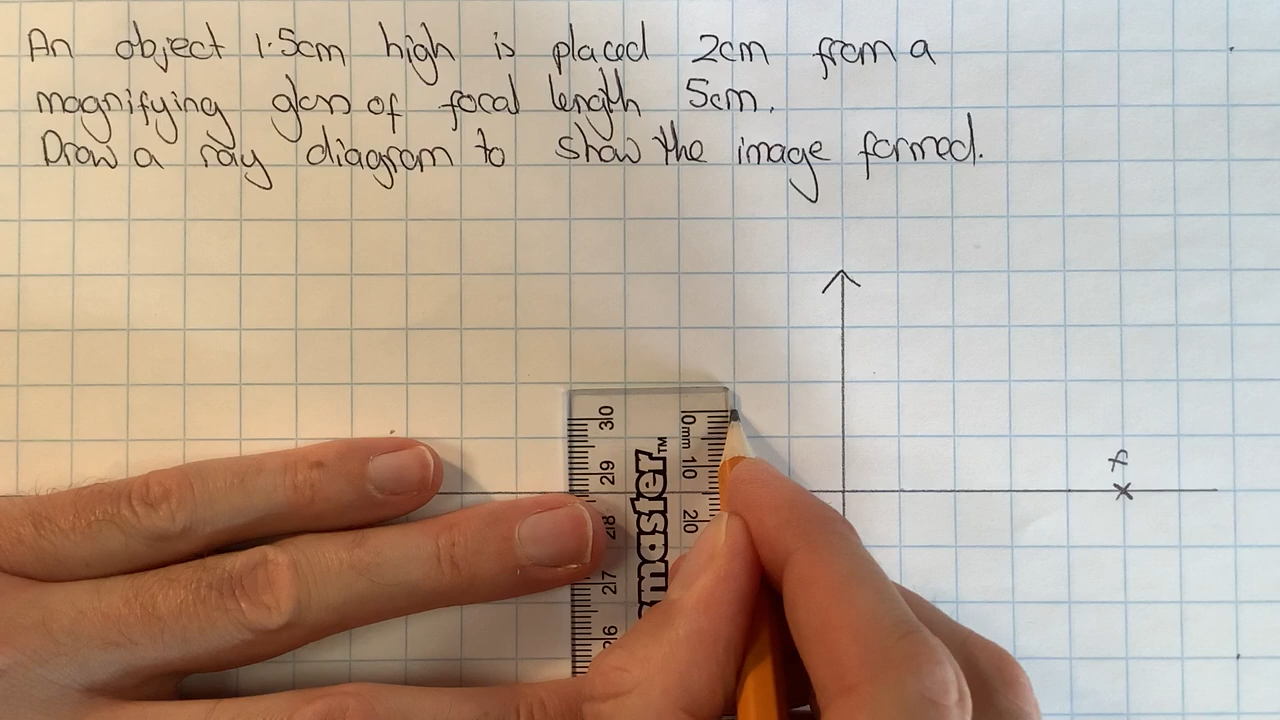 An object 1.5cm high is placed 2cm from a
magnifying glass of focal length 5cm.
Draw a ray diagram to show the image formed.
30 29 28 27 26
master™
0mm 10 20
f